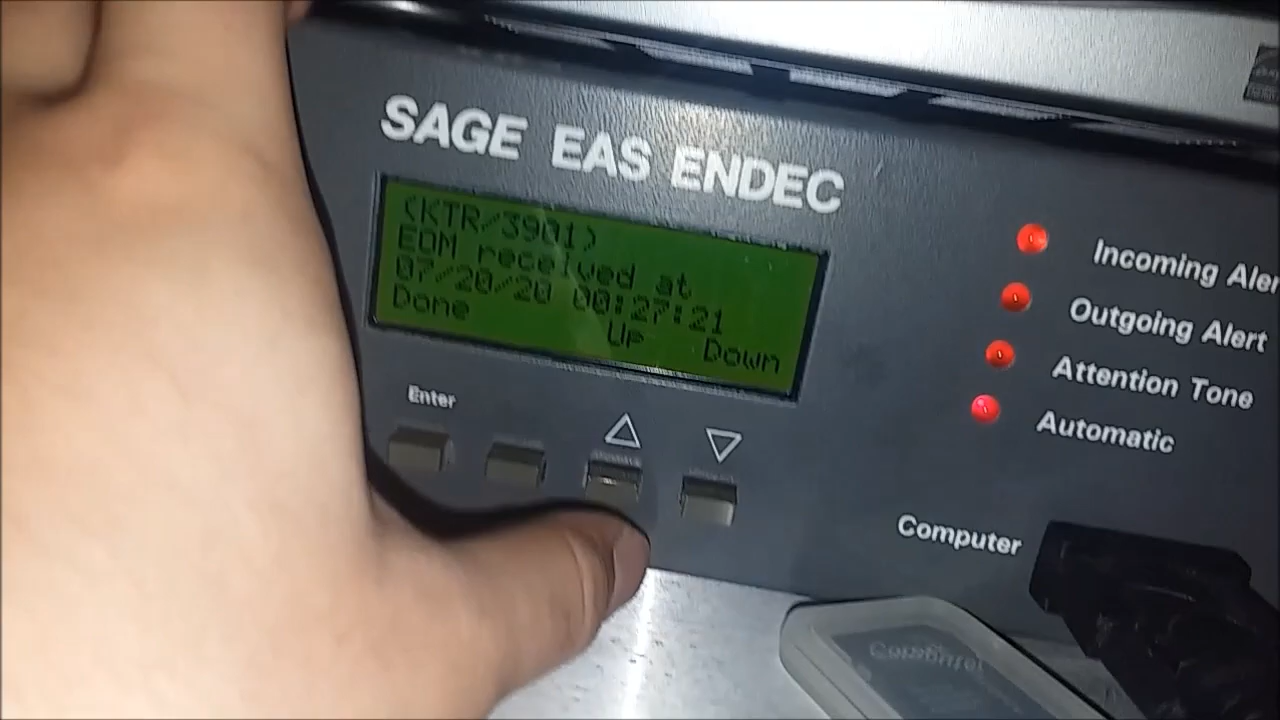 SAGE EAS ENDEC
(KTR/3901)
EOM received at
07/20/20 00:27:21
Done Up Down
Enter
Incoming Aler
Outgoing Alert
Attention Tone
Automatic
Computer